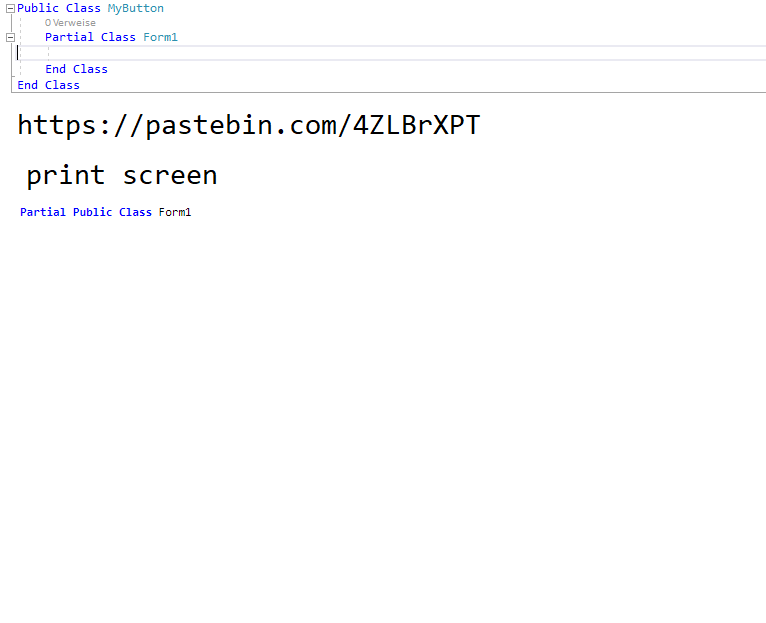 Public Class MyButton
0 Verweise
Partial Class Form1
End Class
End Class
https://pastebin.com/4ZLBrXPT
print screen
Partial Public Class Form1